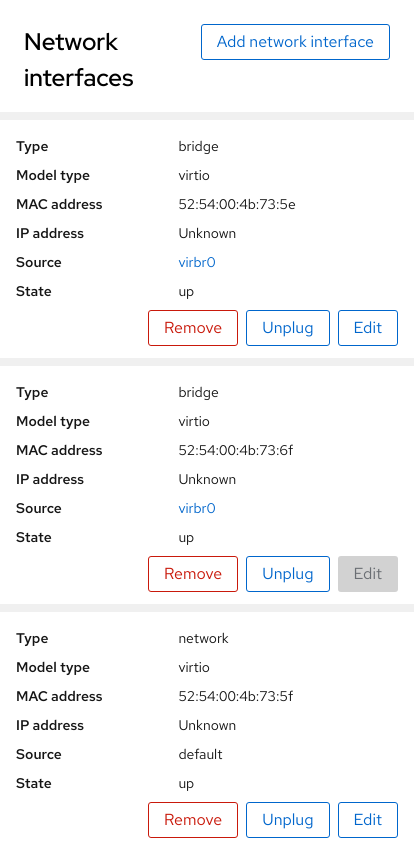 Network
interfaces
Add network interface
Type bridge
Model type virtio
MAC address 52:54:00:4b:73:5e
IP address Unknown
Source virbr0
State up
Remove Unplug Edit
Type bridge
Model type virtio
MAC address 52:54:00:4b:73:6f
IP address Unknown
Source virbr0
State up
Remove Unplug Edit
Type network
Model type virtio
MAC address 52:54:00:4b:73:5f
IP address Unknown
Source default
State up
Remove Unplug Edit